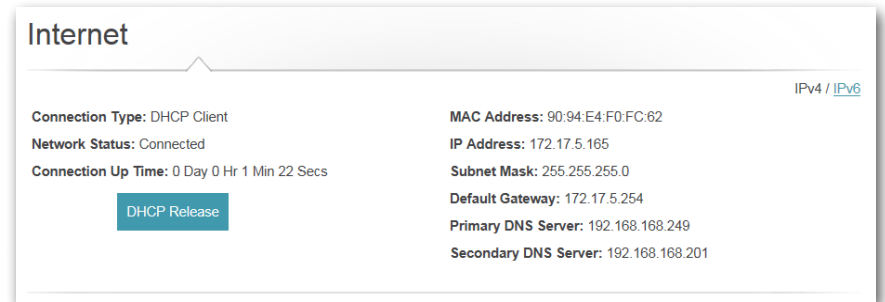 Internet
IPv4 / IPv6
Connection Type: DHCP Client
Network Status: Connected
Connection Up Time: 0 Day 0 Hr 1 Min 22 Secs
DHCP Release
MAC Address: 90:94:E4:F0:FC:62
IP Address: 172.17.5.165
Subnet Mask: 255.255.255.0
Default Gateway: 172.17.5.254
Primary DNS Server: 192.168.168.249
Secondary DNS Server: 192.168.168.201